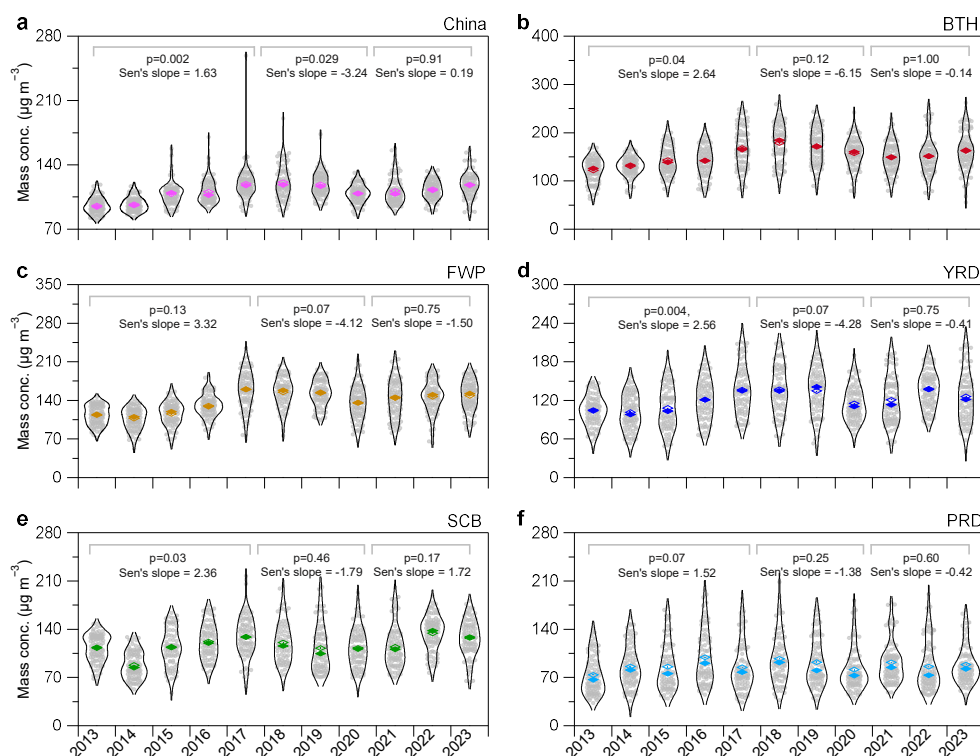 a China
280
210
140
70
Mass conc. (µg m−3)
p=0.002
Sen's slope = 1.63
p=0.029
Sen's slope = -3.24
p=0.91
Sen's slope = 0.19
b BTH
400
300
200
100
0
p=0.04
Sen's slope = 2.64
p=0.12
Sen's slope = -6.15
p=1.00
Sen's slope = -0.14
c FWP
350
280
210
140
70
0
Mass conc. (µg m−3)
p=0.13
Sen's slope = 3.32
p=0.07
Sen's slope = -4.12
p=0.75
Sen's slope = -1.50
d YRD
300
240
180
120
60
0
p=0.004,
Sen's slope = 2.56
p=0.07
Sen's slope = -4.28
p=0.75
Sen's slope = -0.41
e SCB
280
210
140
70
0
Mass conc. (µg m−3)
p=0.03
Sen's slope = 2.36
p=0.46
Sen's slope = -1.79
p=0.17
Sen's slope = 1.72
2013 2014 2015 2016 2017 2018 2019 2020 2021 2022 2023
f PRD
280
210
140
70
0
p=0.07
Sen's slope = 1.52
p=0.25
Sen's slope = -1.38
p=0.60
Sen's slope = -0.42
2013 2014 2015 2016 2017 2018 2019 2020 2021 2022 2023